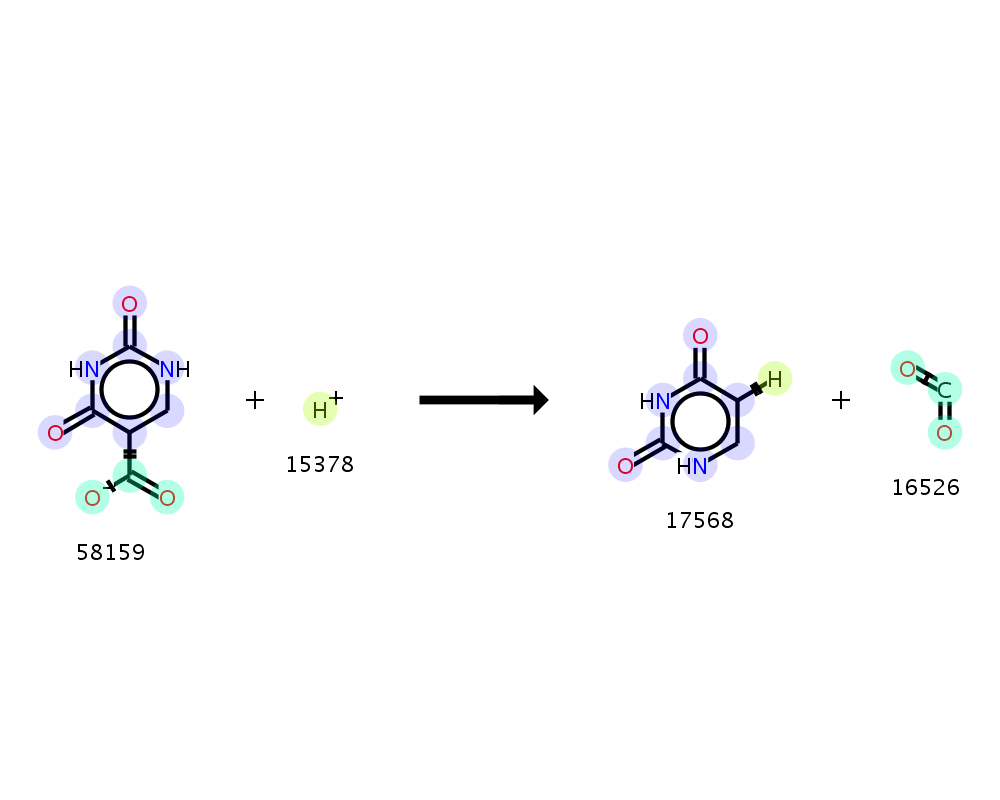 O
HN NH
O
O⁻ O
58159
+
H⁺
15378
O
HN H
O HN
17568
+
O C
O
16526